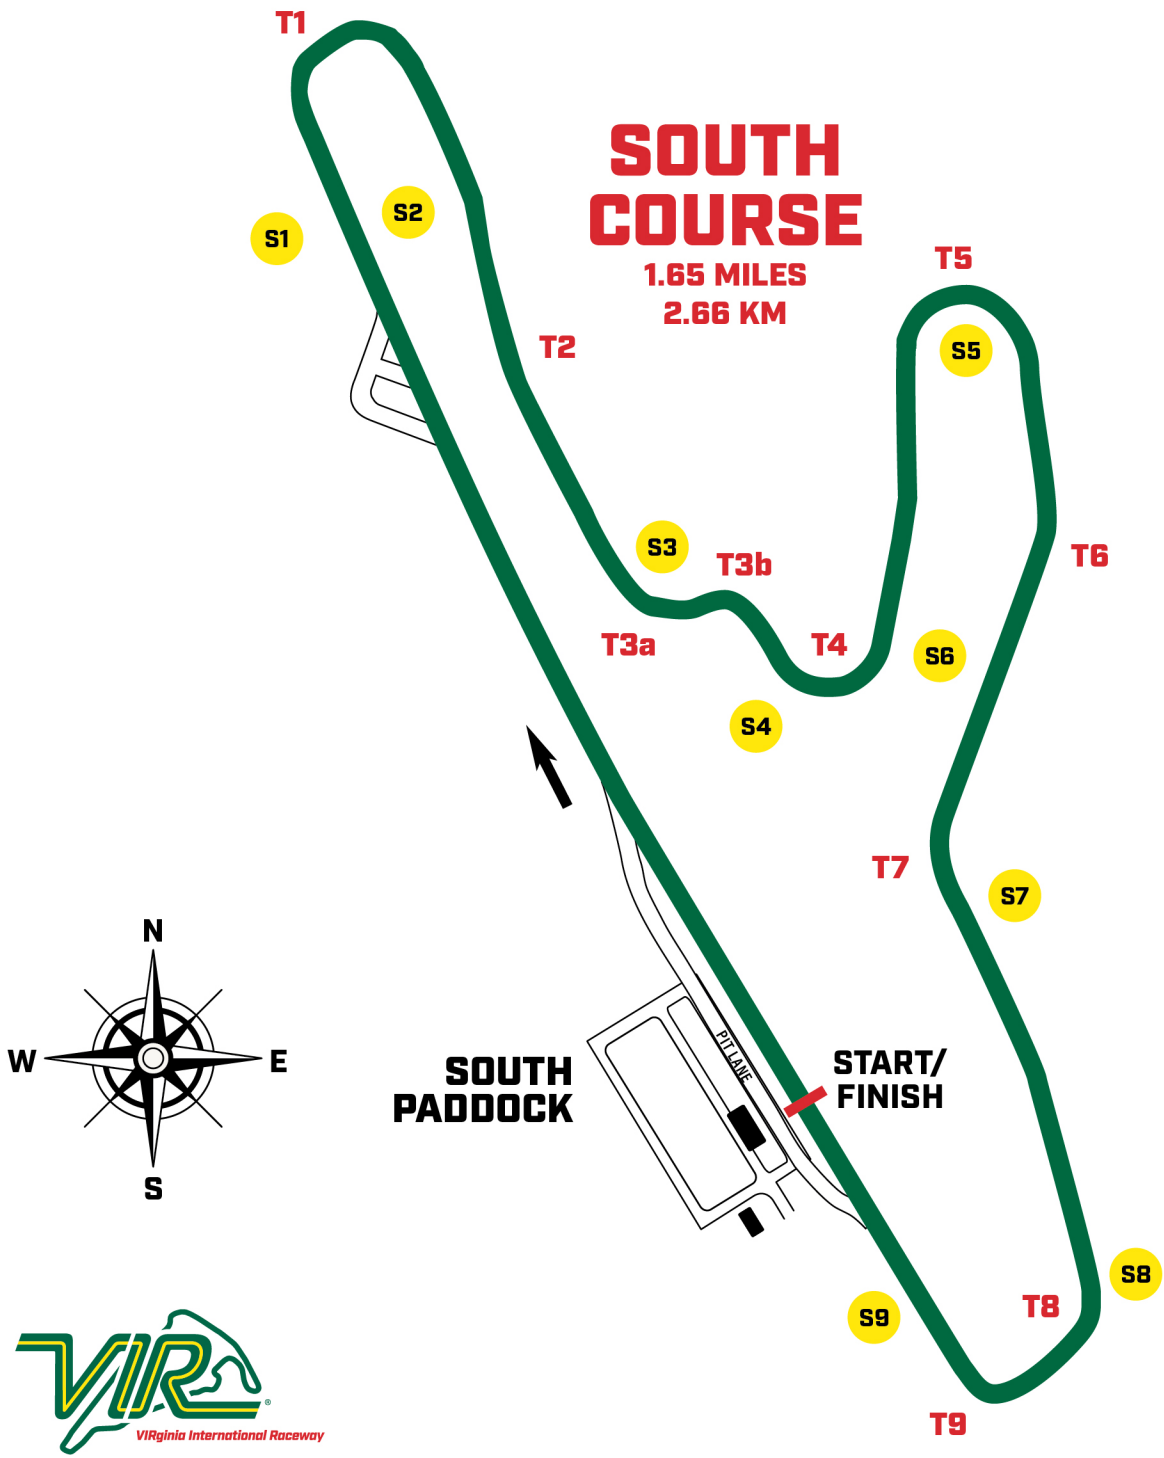 T1
SOUTH
COURSE
1.65 MILES
2.66 KM
S2
S1
T5
T2
S5
S3
T3b
T6
T3a
T4
S6
S4
T7
S7
N
W
E
S
PIT LANE
SOUTH
PADDOCK
START/
FINISH
S8
T8
S9
T9
VIR
®
VIRginia International Raceway